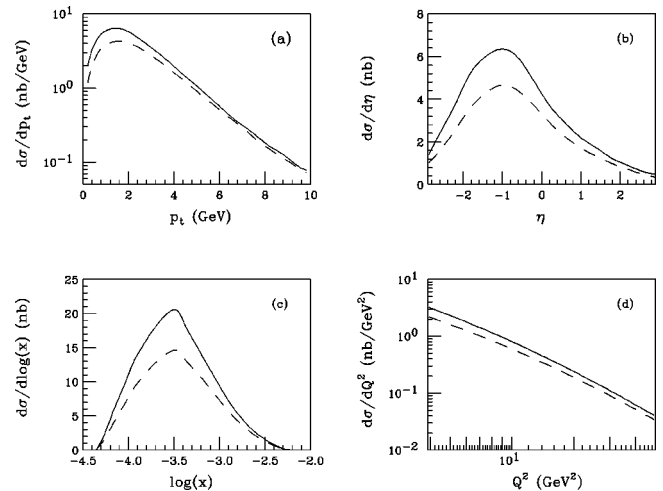 (a)
dσ/dp_t (nb/GeV)
10^1
10^0
10^-1
0 2 4 6 8 10
p_t (GeV)
(b)
dσ/dη (nb)
8
6
4
2
0
−2 −1 0 1 2
η
(c)
dσ/dlog(x) (nb)
25
20
15
10
5
0
−4.5 −4.0 −3.5 −3.0 −2.5 −2.0
log(x)
(d)
dσ/dQ^2 (nb/GeV^2)
10^1
10^0
10^-1
10^-2
10^1
Q^2 (GeV^2)